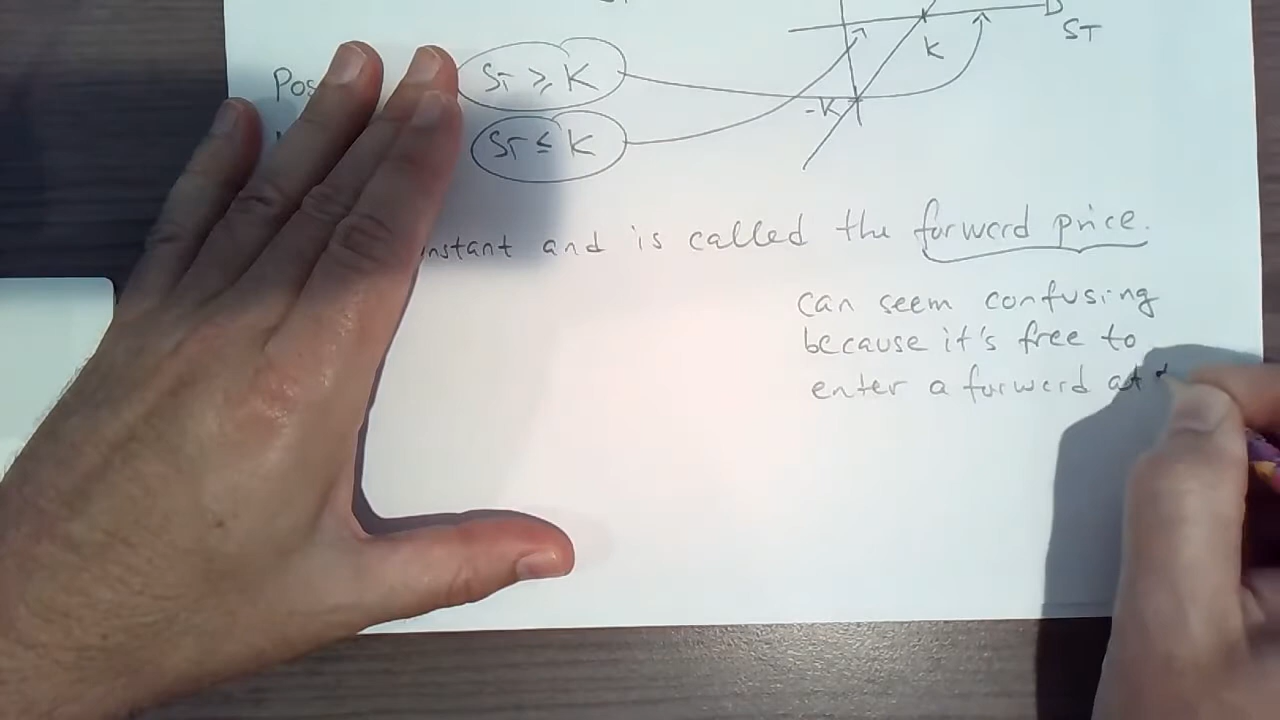 ST
K
Pos ST ≥ K
-K
ST ≤ K
nstant and is called the forward price.
can seem confusing
because it's free to
enter a forward at